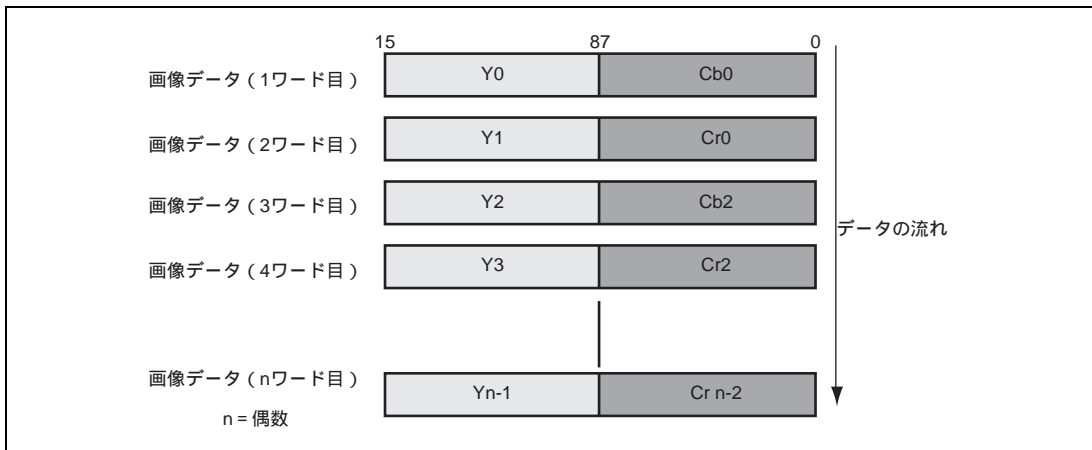 15 87 0
画像データ(1ワード目) Y0 Cb0
画像データ(2ワード目) Y1 Cr0
画像データ(3ワード目) Y2 Cb2
データの流れ
画像データ(4ワード目) Y3 Cr2
画像データ(nワード目) Yn-1 Cr n-2
n = 偶数